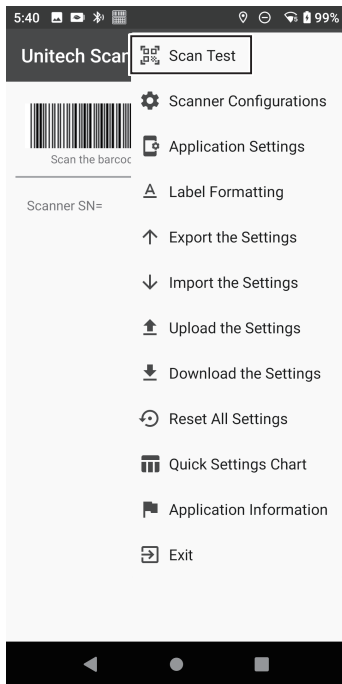 5:40 99%
Unitech Scan
Scan Test
Scanner Configurations
Application Settings
Scan the barcoc
Label Formatting
Scanner SN=
Export the Settings
Import the Settings
Upload the Settings
Download the Settings
Reset All Settings
Quick Settings Chart
Application Information
Exit